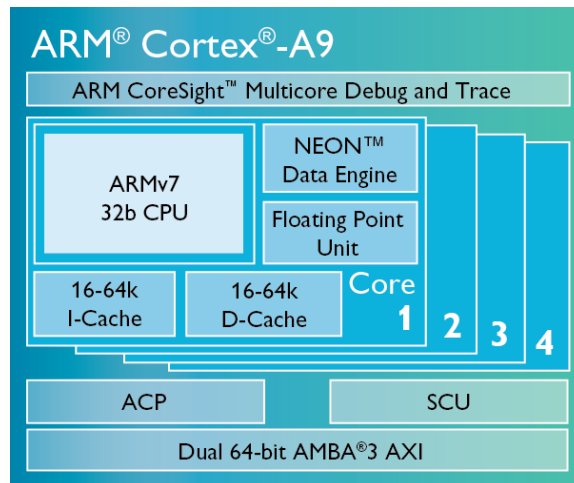 ARM® Cortex®-A9
ARM CoreSight™ Multicore Debug and Trace
ARMv7
32b CPU
NEON™
Data Engine
Floating Point
Unit
16-64k
I-Cache
16-64k
D-Cache
Core
1
2
3
4
ACP
SCU
Dual 64-bit AMBA®3 AXI